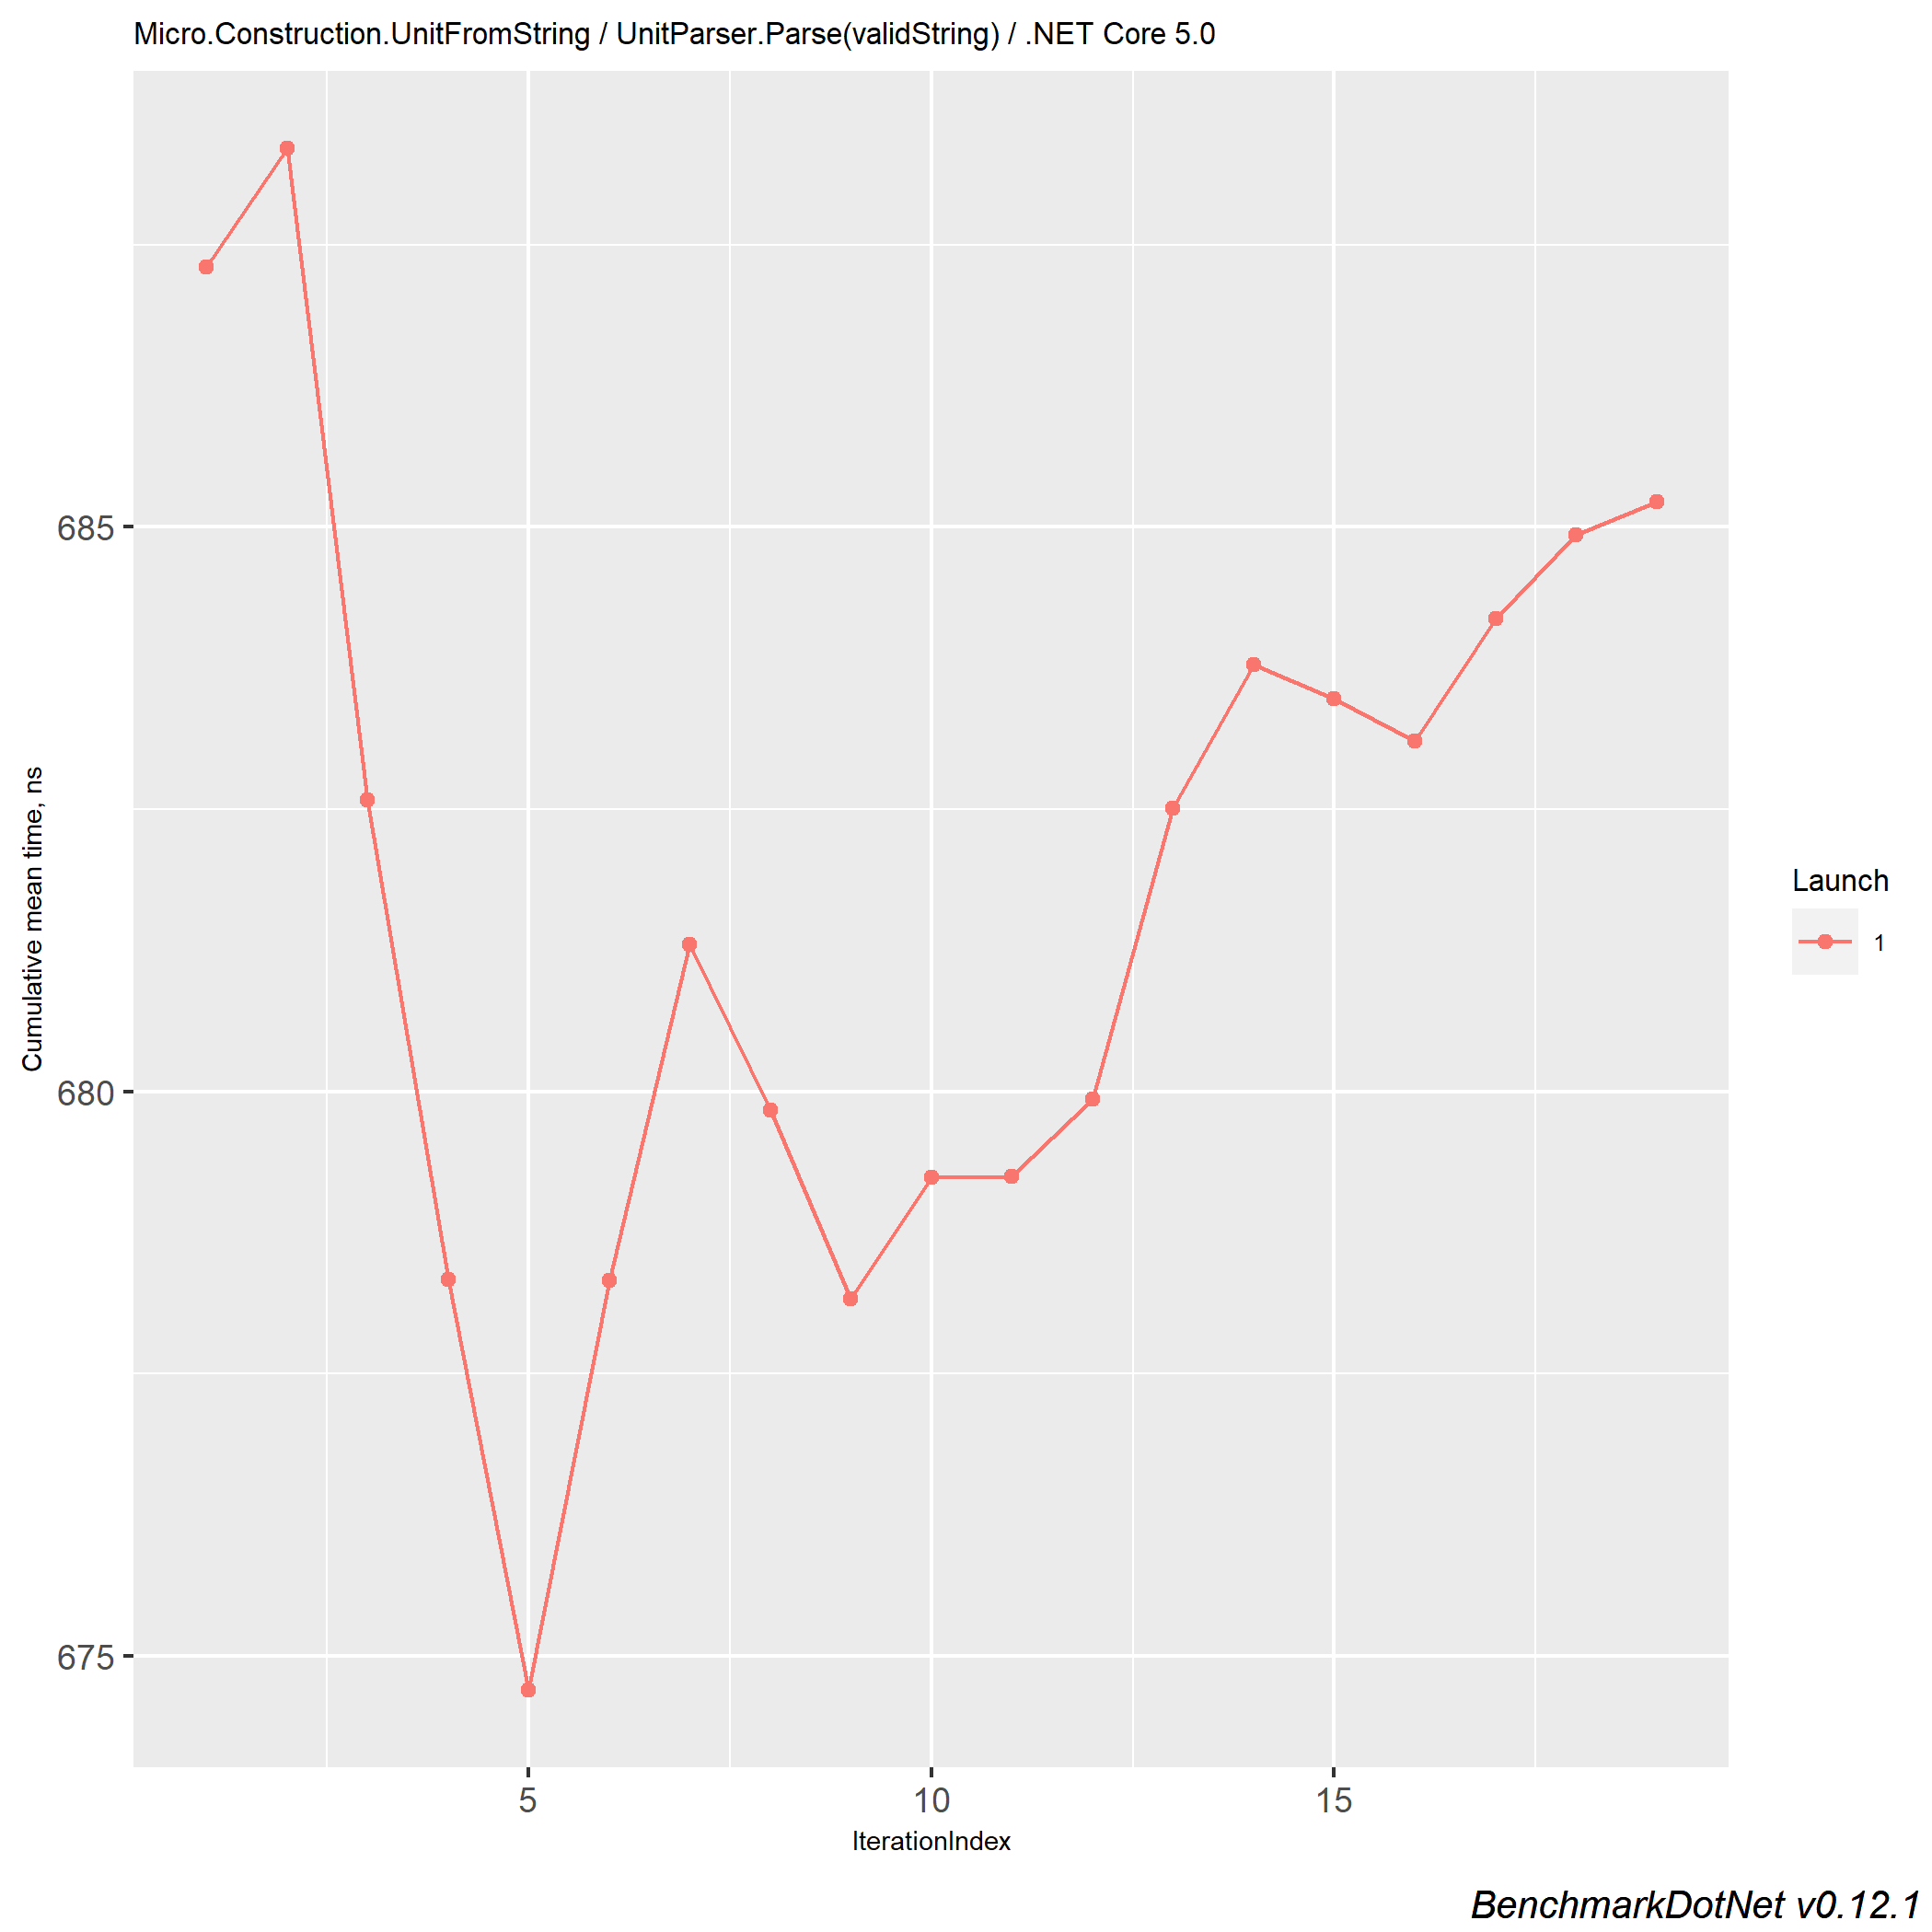 Micro.Construction.UnitFromString / UnitParser.Parse(validString) / .NET Core 5.0
685
680
675
Cumulative mean time, ns
5
10
15
IterationIndex
Launch
1
BenchmarkDotNet v0.12.1